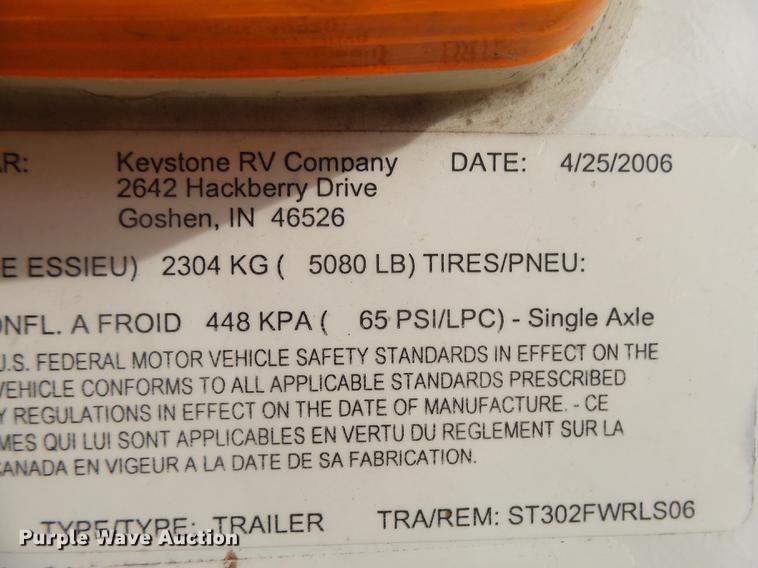 AR: Keystone RV Company DATE: 4/25/2006
2642 Hackberry Drive
Goshen, IN 46526
E ESSIEU) 2304 KG ( 5080 LB) TIRES/PNEU:
ONFL. A FROID 448 KPA ( 65 PSI/LPC) - Single Axle
U.S. FEDERAL MOTOR VEHICLE SAFETY STANDARDS IN EFFECT ON THE
VEHICLE CONFORMS TO ALL APPLICABLE STANDARDS PRESCRIBED
Y REGULATIONS IN EFFECT ON THE DATE OF MANUFACTURE. - CE
MES QUI LUI SONT APPLICABLES EN VERTU DU REGLEMENT SUR LA
CANADA EN VIGEUR A LA DATE DE SA FABRICATION.
TYPE/TYPE: TRAILER TRA/REM: ST302FWRLS06
Purple Wave Auction